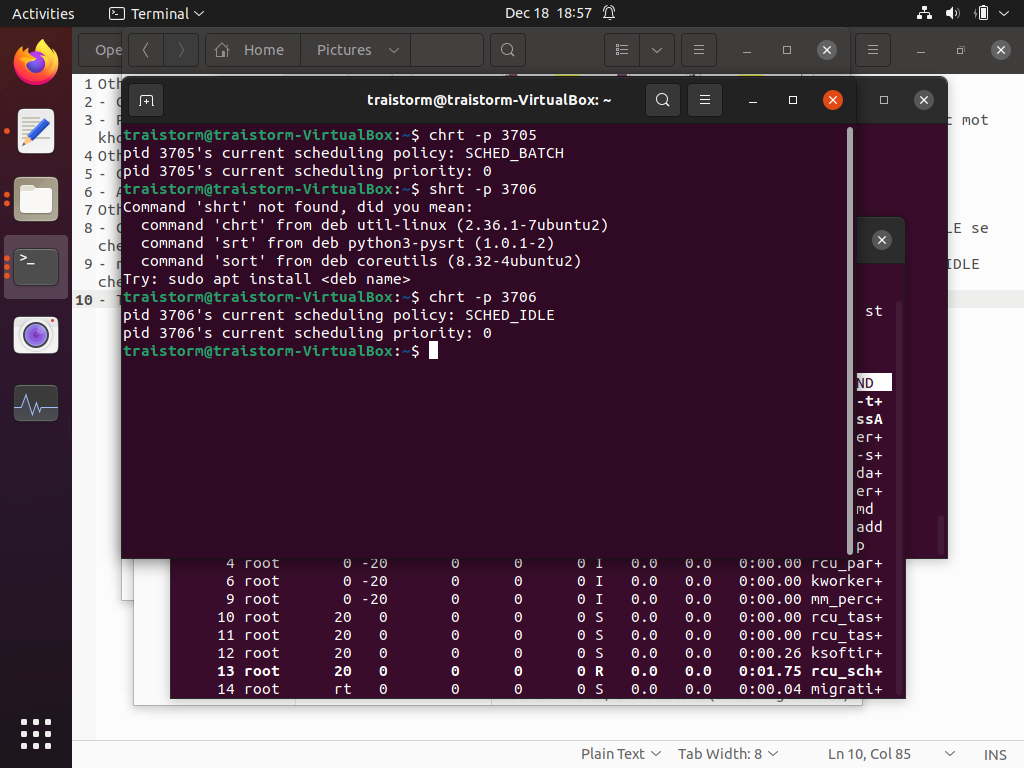 Activities
Terminal
Dec 18 18:57
Home
Pictures
traistorm@traistorm-VirtualBox: ~
1
2 -
3 -
mot
kho
4 Oth
5 -
6 - A
7 Oth
8 -
LE se
che
9 -
IDLE
che
10 -
traistorm@traistorm-VirtualBox:~$ chrt -p 3705
pid 3705's current scheduling policy: SCHED_BATCH
pid 3705's current scheduling priority: 0
traistorm@traistorm-VirtualBox:~$ shrt -p 3706
Command 'shrt' not found, did you mean:
command 'chrt' from deb util-linux (2.36.1-7ubuntu2)
command 'srt' from deb python3-pysrt (1.0.1-2)
command 'sort' from deb coreutils (8.32-4ubuntu2)
Try: sudo apt install <deb name>
traistorm@traistorm-VirtualBox:~$ chrt -p 3706
pid 3706's current scheduling policy: SCHED_IDLE
pid 3706's current scheduling priority: 0
traistorm@traistorm-VirtualBox:~$
st
ND
-t+
ssA
er+
-s+
da+
er+
md
add
p
4 root 0 -20 0 0 0 I 0.0 0.0 0:00.00 rcu_par+
6 root 0 -20 0 0 0 I 0.0 0.0 0:00.00 kworker+
9 root 0 -20 0 0 0 I 0.0 0.0 0:00.00 mm_perc+
10 root 20 0 0 0 0 S 0.0 0.0 0:00.00 rcu_tas+
11 root 20 0 0 0 0 S 0.0 0.0 0:00.00 rcu_tas+
12 root 20 0 0 0 0 S 0.0 0.0 0:00.26 ksoftir+
13 root 20 0 0 0 0 R 0.0 0.0 0:01.75 rcu_sch+
14 root rt 0 0 0 0 S 0.0 0.0 0:00.04 migrati+
Plain Text
Tab Width: 8
Ln 10, Col 85
INS